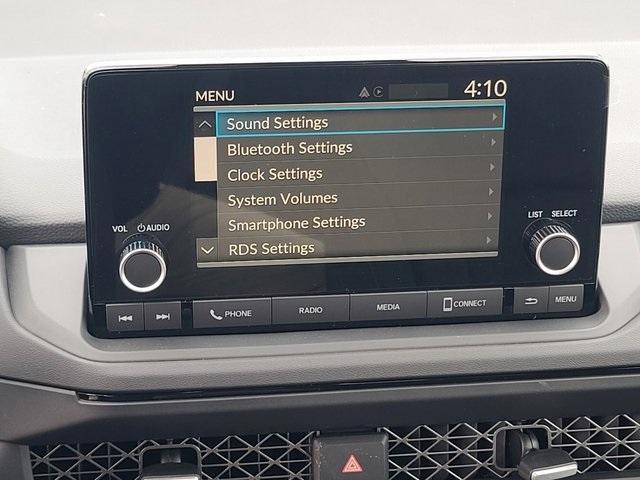 MENU 4:10
Sound Settings
Bluetooth Settings
Clock Settings
System Volumes
Smartphone Settings
RDS Settings
VOL AUDIO
LIST SELECT
PHONE RADIO MEDIA CONNECT MENU